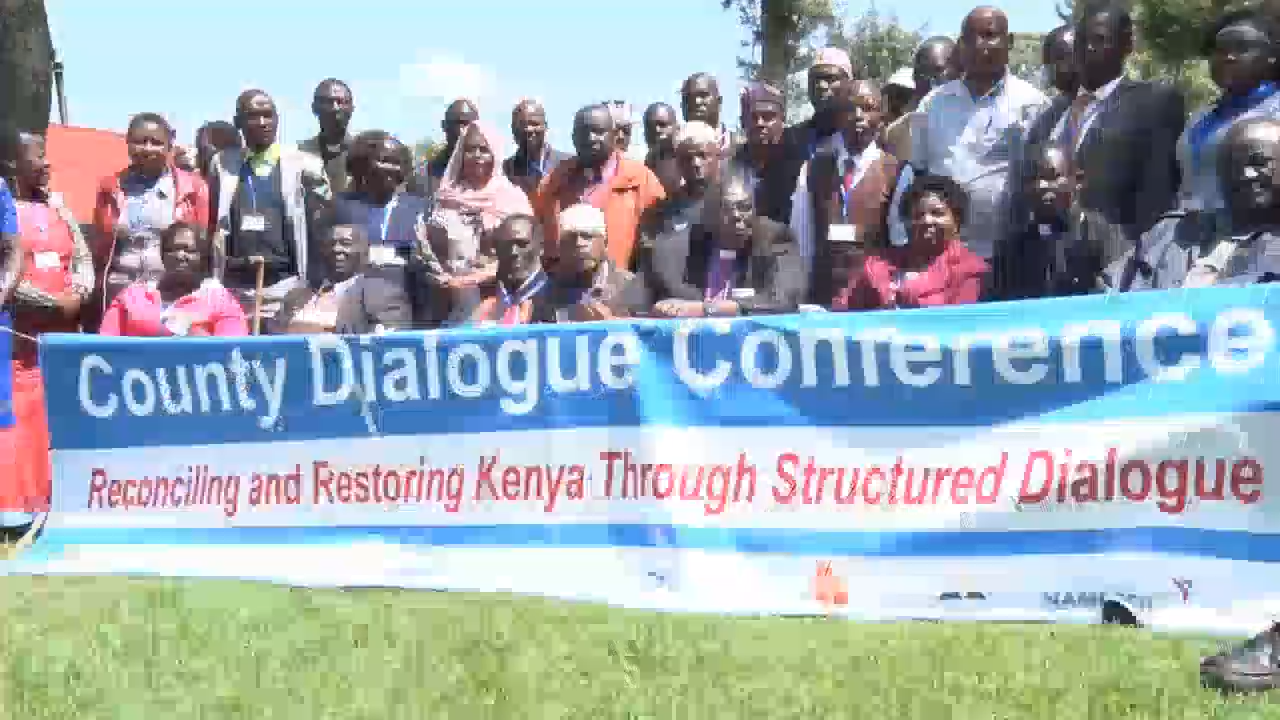 County Dialogue Conference
Reconciling and Restoring Kenya Through Structured Dialogue